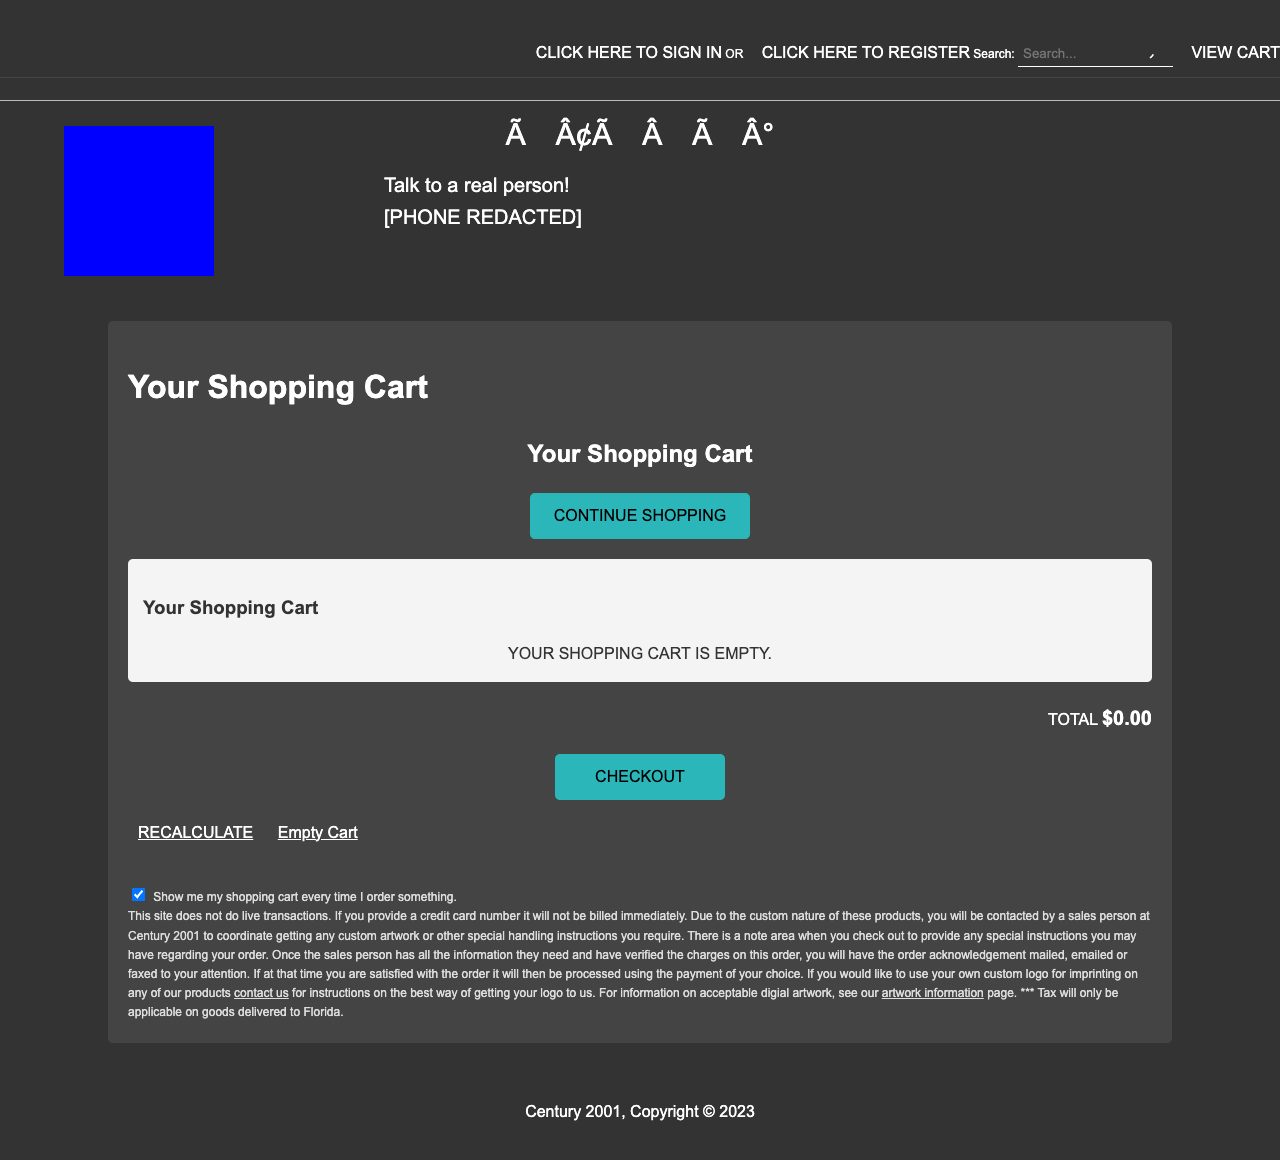 CLICK HERE TO SIGN IN OR CLICK HERE TO REGISTER Search: Search... VIEW CART
Ã Â¢Ã Â Ã Â°
Talk to a real person!
[PHONE REDACTED]
Your Shopping Cart
Your Shopping Cart
CONTINUE SHOPPING
Your Shopping Cart
YOUR SHOPPING CART IS EMPTY.
TOTAL $0.00
CHECKOUT
RECALCULATE Empty Cart
Show me my shopping cart every time I order something.
This site does not do live transactions. If you provide a credit card number it will not be billed immediately. Due to the custom nature of these products, you will be contacted by a sales person at
Century 2001 to coordinate getting any custom artwork or other special handling instructions you require. There is a note area when you check out to provide any special instructions you may
have regarding your order. Once the sales person has all the information they need and have verified the charges on this order, you will have the order acknowledgement mailed, emailed or
faxed to your attention. If at that time you are satisfied with the order it will then be processed using the payment of your choice. If you would like to use your own custom logo for imprinting on
any of our products contact us for instructions on the best way of getting your logo to us. For information on acceptable digial artwork, see our artwork information page. *** Tax will only be
applicable on goods delivered to Florida.
Century 2001, Copyright © 2023